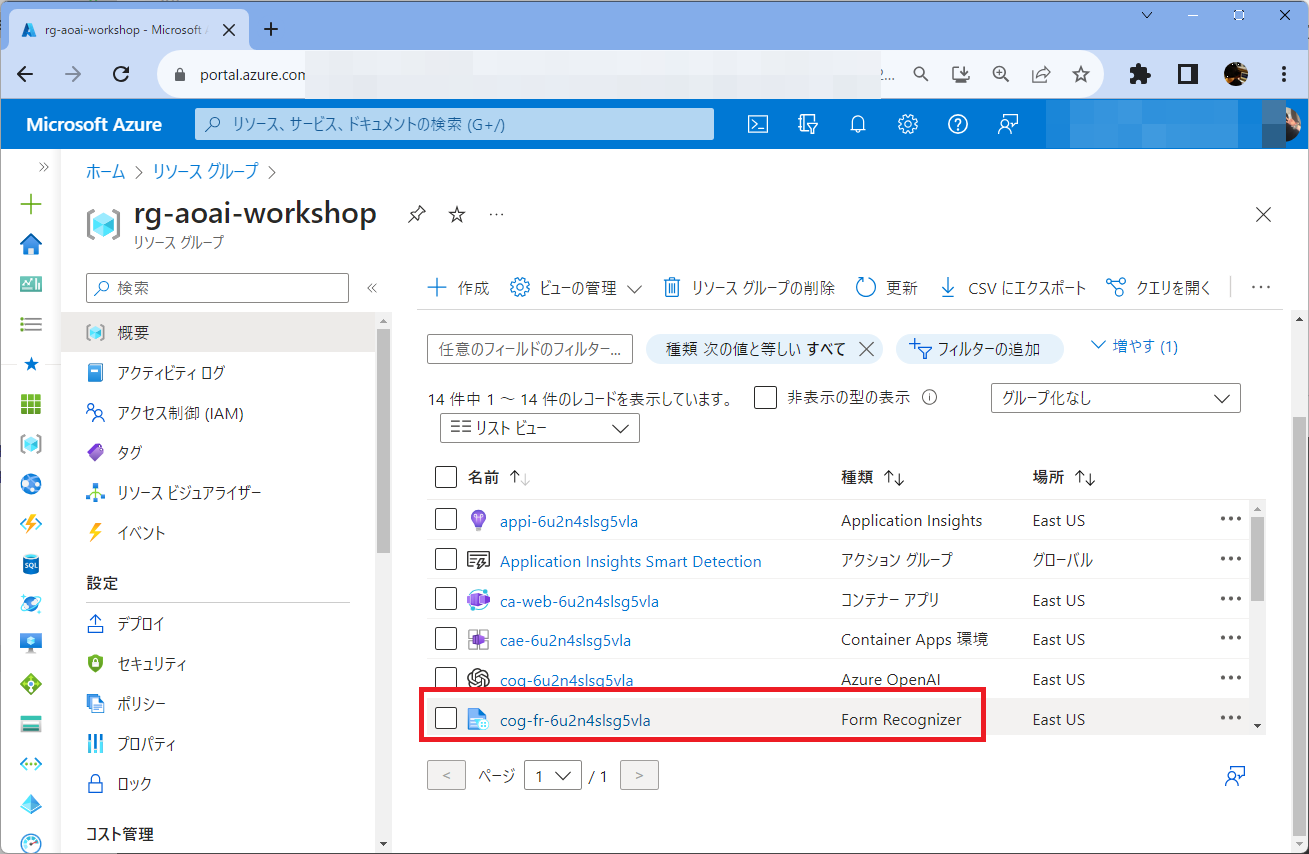 rg-aoai-workshop - Microsoft A
portal.azure.com
2...
Microsoft Azure
リソース、サービス、ドキュメントの検索 (G+/)
ホーム > リソース グループ >
rg-aoai-workshop
リソース グループ
検索
概要
アクティビティ ログ
アクセス制御 (IAM)
タグ
リソース ビジュアライザー
イベント
設定
デプロイ
セキュリティ
ポリシー
プロパティ
ロック
コスト管理
作成 ビューの管理 リソース グループの削除 更新 CSV にエクスポート クエリを開く
任意のフィールドのフィルター... 種類 次の値と等しい すべて フィルターの追加 増やす (1)
14 件中 1 ～ 14 件のレコードを表示しています。 非表示の型の表示 グループ化なし
リスト ビュー
名前 ↑↓ 種類 ↑↓ 場所 ↑↓
appi-6u2n4slsg5vla Application Insights East US
Application Insights Smart Detection アクション グループ グローバル
ca-web-6u2n4slsg5vla コンテナー アプリ East US
cae-6u2n4slsg5vla Container Apps 環境 East US
cog-6u2n4slsg5vla Azure OpenAI East US
cog-fr-6u2n4slsg5vla Form Recognizer East US
< ページ 1 / 1 >